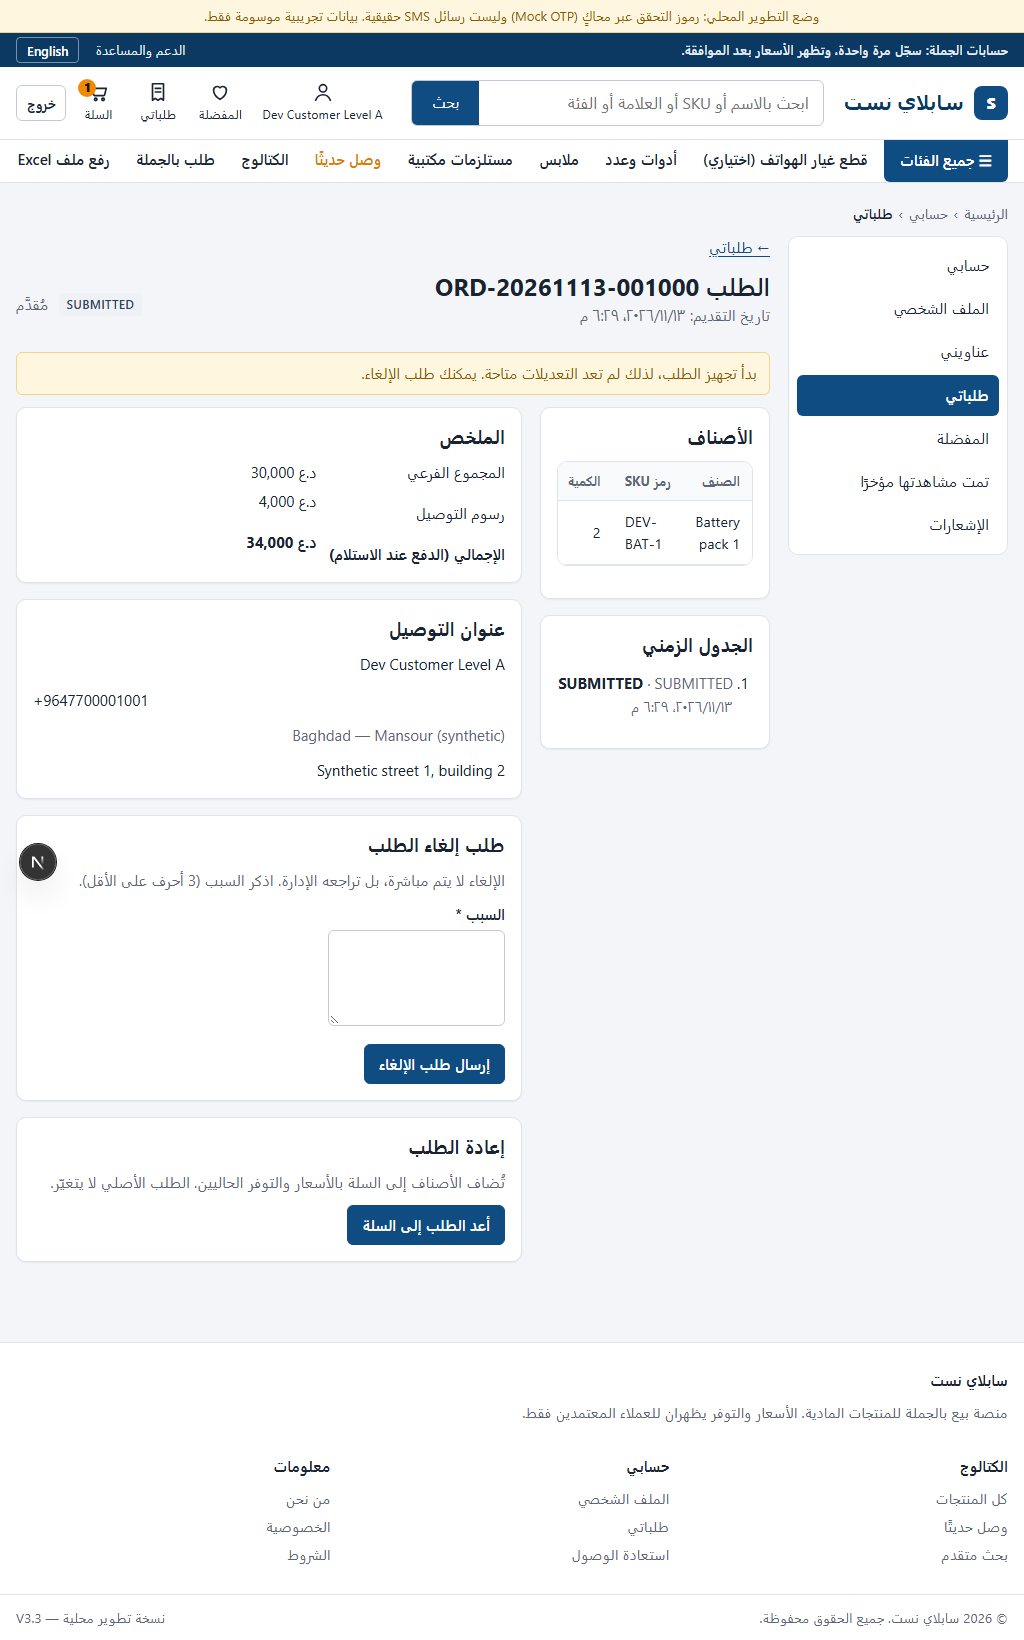 وضع التطوير المحلي: رموز التحقق عبر محاكٍ (Mock OTP) وليست رسائل SMS حقيقية. بيانات تجريبية موسومة فقط.
حسابات الجملة: سجّل مرة واحدة، وتظهر الأسعار بعد الموافقة.
الدعم والمساعدة
English
S
سابلاي نست
ابحث بالاسم أو SKU أو العلامة أو الفئة
بحث
Dev Customer Level A
المفضلة
طلباتي
1
السلة
خروج
☰ جميع الفئات
قطع غيار الهواتف (اختياري)
أدوات وعدد
ملابس
مستلزمات مكتبية
وصل حديثًا
الكتالوج
طلب بالجملة
رفع ملف Excel
الرئيسية › حسابي › طلباتي
حسابي
الملف الشخصي
عناويني
طلباتي
المفضلة
تمت مشاهدتها مؤخرًا
الإشعارات
← طلباتي
الطلب ORD-20261113-001000
تاريخ التقديم: ١٣‏/١١‏/٢٠٢٦، ٦:٢٩ م
SUBMITTED
مُقدَّم
بدأ تجهيز الطلب، لذلك لم تعد التعديلات متاحة. يمكنك طلب الإلغاء.
الأصناف
الصنف رمز SKU الكمية
Battery pack 1
DEV-BAT-1
2
الجدول الزمني
1. SUBMITTED · SUBMITTED
١٣‏/١١‏/٢٠٢٦، ٦:٢٩ م
الملخص
المجموع الفرعي
30,000 د.ع
رسوم التوصيل
4,000 د.ع
الإجمالي (الدفع عند الاستلام)
34,000 د.ع
عنوان التوصيل
Dev Customer Level A
+9647700001001
Baghdad — Mansour (synthetic)
Synthetic street 1, building 2
طلب إلغاء الطلب
الإلغاء لا يتم مباشرة، بل تراجعه الإدارة. اذكر السبب (3 أحرف على الأقل).
السبب *
إرسال طلب الإلغاء
إعادة الطلب
تُضاف الأصناف إلى السلة بالأسعار والتوفر الحاليين. الطلب الأصلي لا يتغيّر.
أعد الطلب إلى السلة
N
سابلاي نست
منصة بيع بالجملة للمنتجات المادية. الأسعار والتوفر يظهران للعملاء المعتمدين فقط.
الكتالوج
كل المنتجات
وصل حديثًا
بحث متقدم
حسابي
الملف الشخصي
طلباتي
استعادة الوصول
معلومات
من نحن
الخصوصية
الشروط
© 2026 سابلاي نست. جميع الحقوق محفوظة.
نسخة تطوير محلية — V3.3